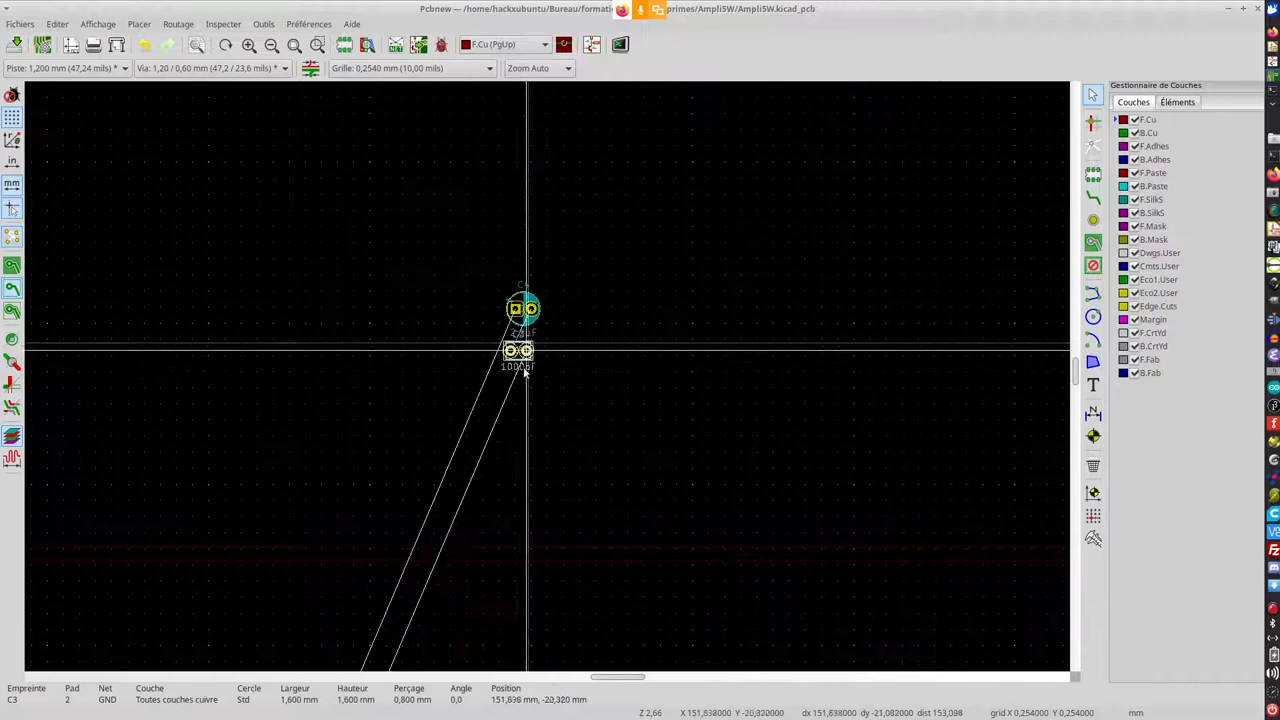 Pcbnew — /home/hackxubuntu/Bureau/formati
primes/Ampli5W/Ampli5W.kicad_pcb
Fichiers Editer Affichage Placer Routage Inspecter Outils Préférences Aide
F.Cu (PgUp)
Piste: 1,200 mm (47,24 mils) *
Via: 1,20 / 0,60 mm (47,2 / 23,6 mils) *
Grille: 0,2540 mm (10,00 mils)
Zoom Auto
Gestionnaire de Couches
Couches Éléments
F.Cu
B.Cu
F.Adhes
B.Adhes
F.Paste
B.Paste
F.SilkS
B.SilkS
F.Mask
B.Mask
Dwgs.User
Cmts.User
Eco1.User
Eco2.User
Edge.Cuts
Margin
F.CrtYd
B.CrtYd
F.Fab
B.Fab
in
mm
Empreinte Pad Net Couche Cercle Largeur Hauteur Perçage Angle Position
C3 2 GND Toutes couches cuivre Std 1,600 mm 1,600 mm 0,800 mm 0,0 151,838 mm, -20,320 mm
Z 2,66 X 151,638000 Y -20,320000 dx 151,838000 dy -21,082000 dist 153,098 grid X 0,254000 Y 0,254000 mm